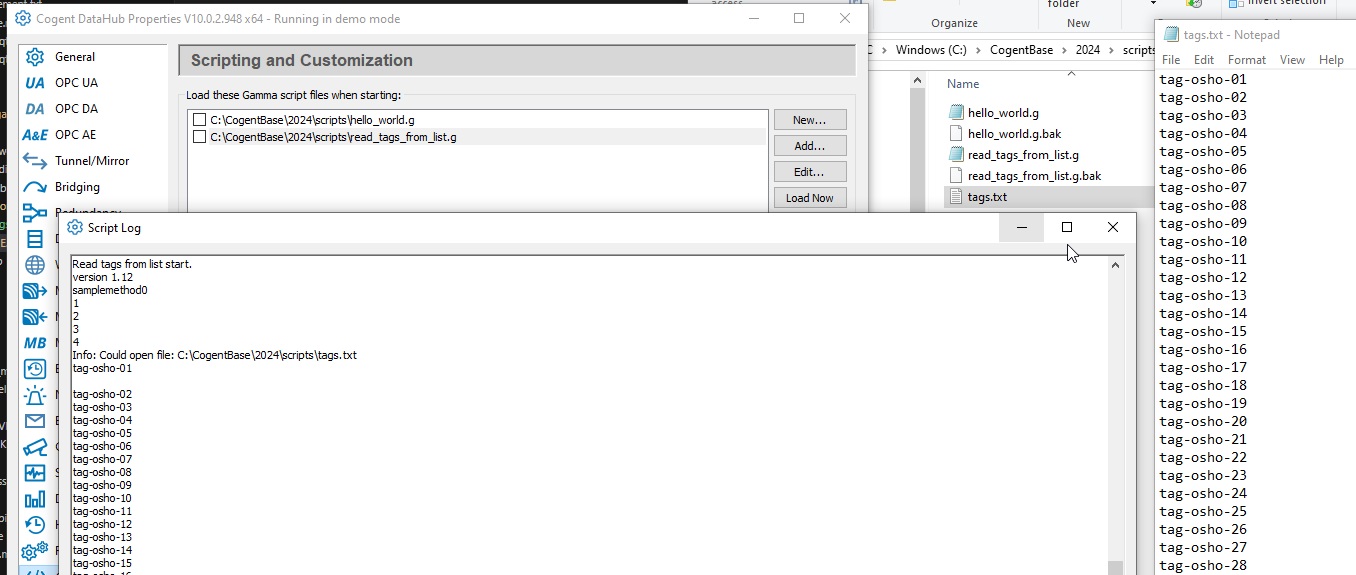 Cogent DataHub Properties V10.0.2.948 x64 - Running in demo mode
General
OPC UA
OPC DA
OPC AE
Tunnel/Mirror
Bridging
Redundancy
UA
DA
A&E
MB
Scripting and Customization
Load these Gamma script files when starting:
C:\CogentBase\2024\scripts\hello_world.g
C:\CogentBase\2024\scripts\read_tags_from_list.g
New...
Add...
Edit...
Load Now
Script Log
Read tags from list start.
version 1.12
samplemethod0
1
2
3
4
Info: Could open file: C:\CogentBase\2024\scripts\tags.txt
tag-osho-01
tag-osho-02
tag-osho-03
tag-osho-04
tag-osho-05
tag-osho-06
tag-osho-07
tag-osho-08
tag-osho-09
tag-osho-10
tag-osho-11
tag-osho-12
tag-osho-13
tag-osho-14
tag-osho-15
tag-osho-16
access
folder
Invert selection
Organize
New
Windows (C:) > CogentBase > 2024 > scripts
Name
hello_world.g
hello_world.g.bak
read_tags_from_list.g
read_tags_from_list.g.bak
tags.txt
tags.txt - Notepad
File Edit Format View Help
tag-osho-01
tag-osho-02
tag-osho-03
tag-osho-04
tag-osho-05
tag-osho-06
tag-osho-07
tag-osho-08
tag-osho-09
tag-osho-10
tag-osho-11
tag-osho-12
tag-osho-13
tag-osho-14
tag-osho-15
tag-osho-16
tag-osho-17
tag-osho-18
tag-osho-19
tag-osho-20
tag-osho-21
tag-osho-22
tag-osho-23
tag-osho-24
tag-osho-25
tag-osho-26
tag-osho-27
tag-osho-28